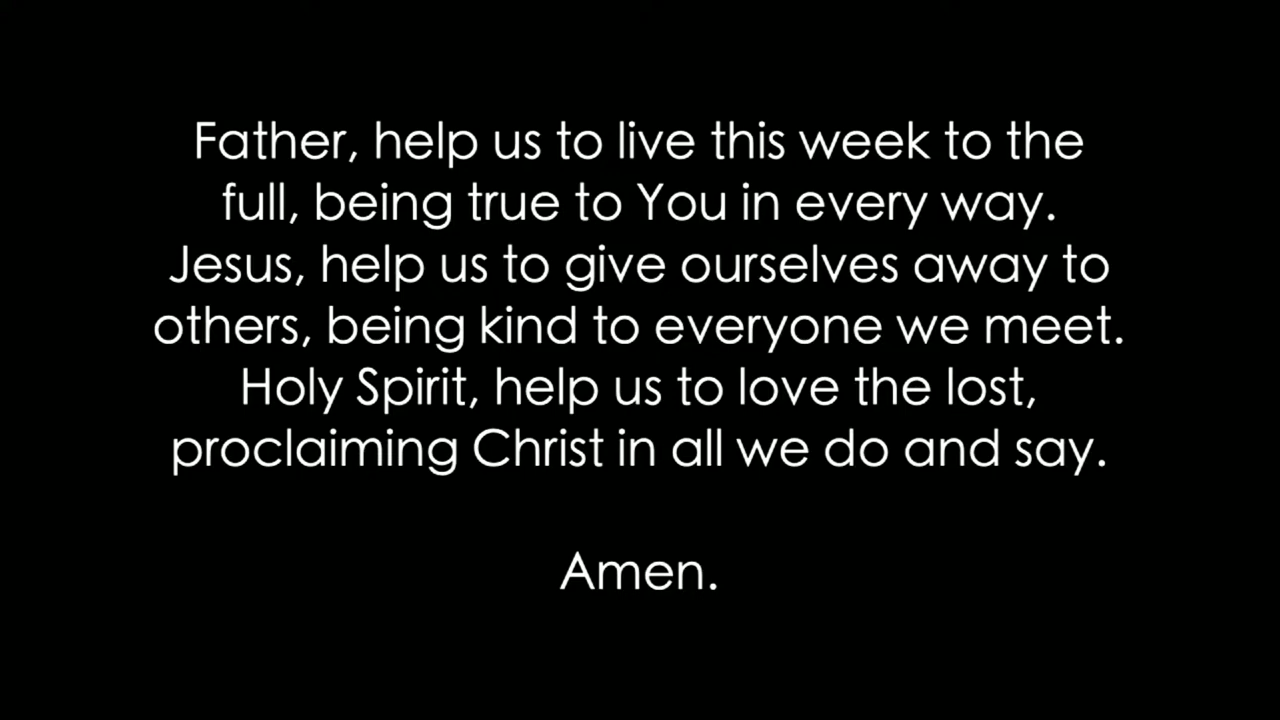 Father, help us to live this week to the
full, being true to You in every way.
Jesus, help us to give ourselves away to
others, being kind to everyone we meet.
Holy Spirit, help us to love the lost,
proclaiming Christ in all we do and say.
Amen.